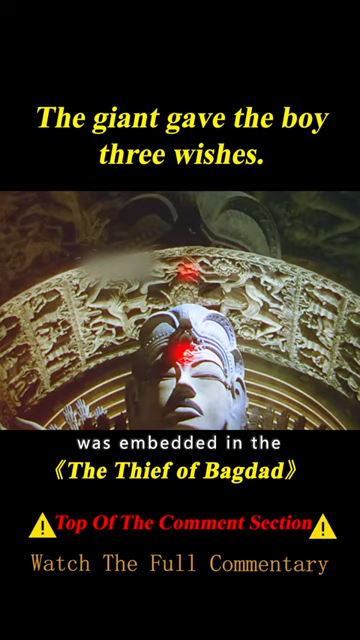 The giant gave the boy
three wishes.
was embedded in the
《The Thief of Bagdad》
Top Of The Comment Section
Watch The Full Commentary